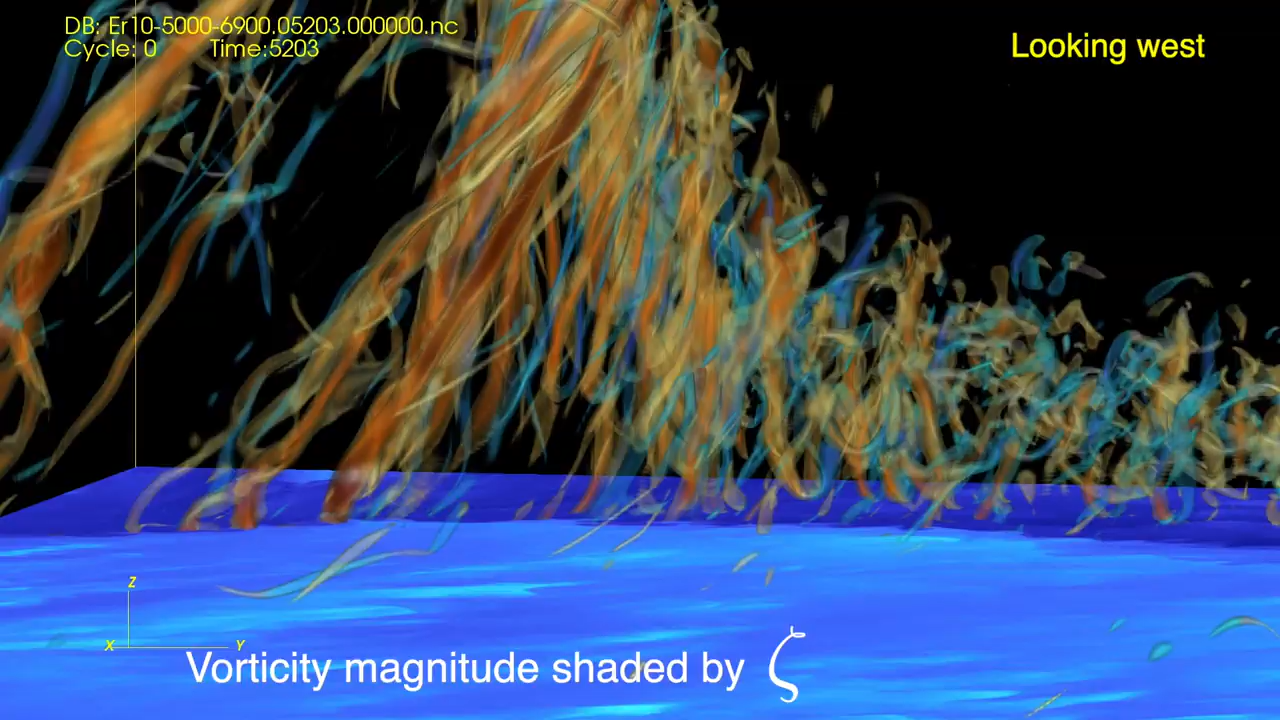 DB: Er10-5000-6900.05203.000000.nc
Cycle: 0 Time:5203
Looking west
Z
X Y
Vorticity magnitude shaded by ζ